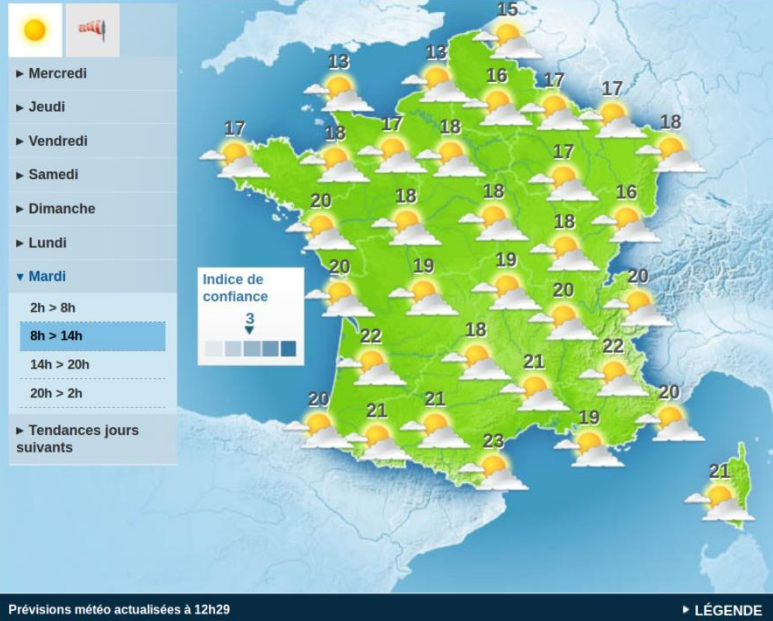 ► Mercredi
► Jeudi
► Vendredi
► Samedi
► Dimanche
► Lundi
▼ Mardi
2h > 8h
8h > 14h
14h > 20h
20h > 2h
► Tendances jours
suivants
Indice de
confiance
3
15
13
13
16
17
17
17
18
17
18
18
17
20
18
18
18
16
20
19
19
20
20
22
18
21
22
20
21
21
23
19
20
21
Prévisions météo actualisées à 12h29
► LÉGENDE